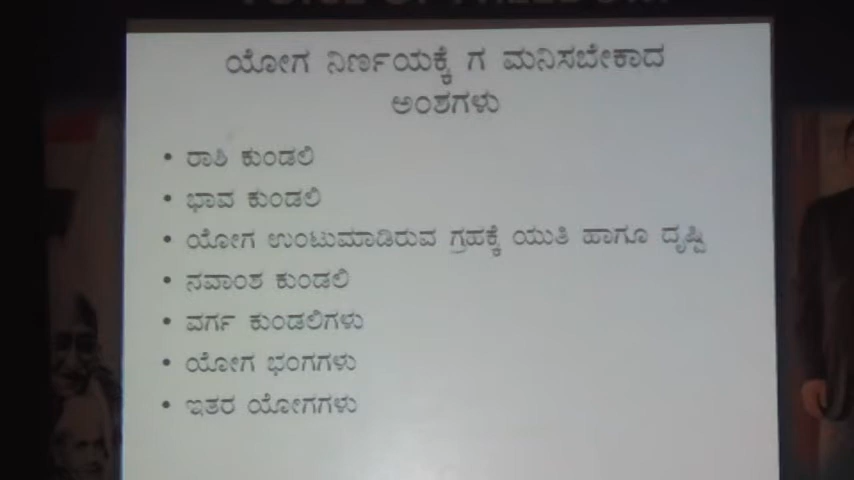 ಯೋಗ ನಿರ್ಣಯಕ್ಕೆ ಗ ಮನಿಸಬೇಕಾದ
ಅಂಶಗಳು
• ರಾಶಿ ಕುಂಡಲಿ
• ಭಾವ ಕುಂಡಲಿ
• ಯೋಗ ಉಂಟುಮಾಡಿರುವ ಗ್ರಹಕ್ಕೆ ಯುತಿ ಹಾಗೂ ದೃಷ್ಟಿ
• ನವಾಂಶ ಕುಂಡಲಿ
• ವರ್ಗ ಕುಂಡಲಿಗಳು
• ಯೋಗ ಭಂಗಗಳು
• ಇತರ ಯೋಗಗಳು